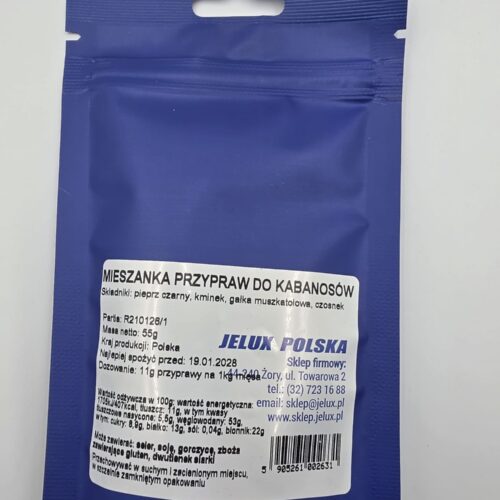 MIESZANKA PRZYPRAW DO KABANOSÓW
Składniki: pieprz czarny, kminek, gałka muszkatołowa, czosnek
Partia: R210126/1
Masa netto: 55g
Kraj produkcji: Polska
Najlepiej spożyć przed: 19.01.2028
Dozowanie: 11g przyprawy na 1kg mięsa
JELUX POLSKA
Sklep firmowy:
44-240 Żory, ul. Towarowa 2
tel.: (32) 723 16 88
email: sklep@jelux.pl
www.sklep.jelux.pl
Wartość odżywcza w 100g: wartość energetyczna:
407kcal, tłuszcz: 11g, w tym kwasy
tłuszczowe nasycone: 5,5g, węglowodany: 53g,
w tym: cukry: 8,9g, białko: 13g, sól: 0,04g, błonnik:22g
Może zawierać: seler, soję, gorczycę, zboża
zawierające gluten, dwutlenek siarki
Przechowywać w suchym i zacienionym miejscu,
w szczelnie zamkniętym opakowaniu
5 905261 002631